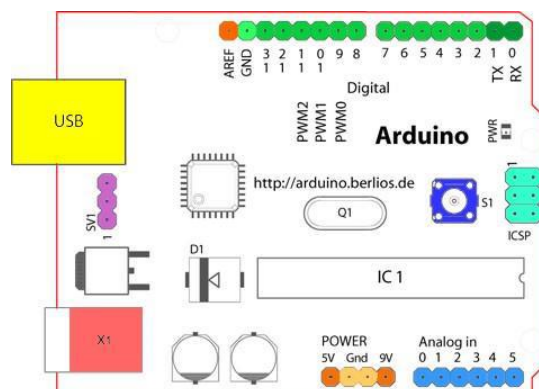 AREF GND 13 12 11 10 9 8 7 6 5 4 3 2 1 0
TX RX
Digital
PWM2 PWM1 PWM0
Arduino
PWR
USB
http://arduino.berlios.de
1
SV1
1
Q1
S1
ICSP
D1
IC 1
X1
POWER
5V Gnd 9V
Analog in
0 1 2 3 4 5